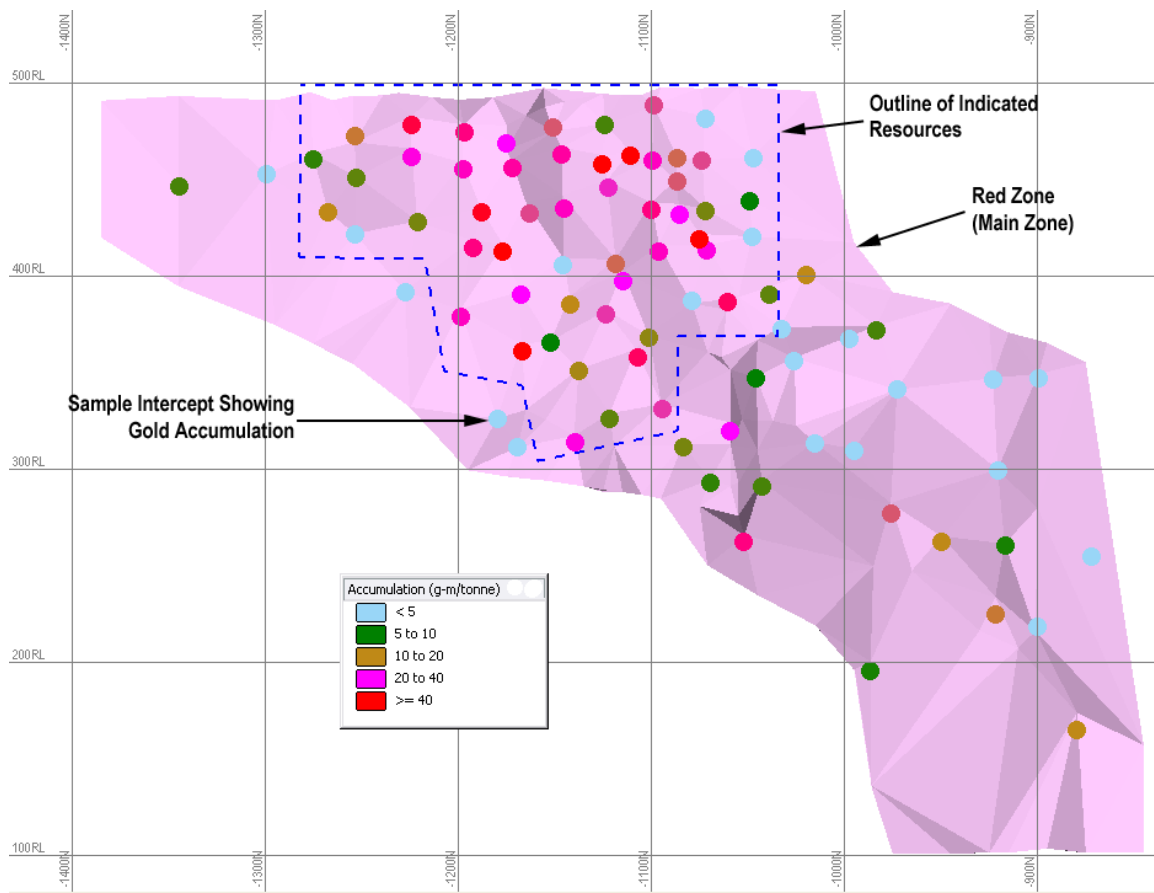 -1400N
-1300N
-1200N
-1100N
-1000N
-900N
500RL
Outline of Indicated
Resources
Red Zone
(Main Zone)
400RL
Sample Intercept Showing
Gold Accumulation
300RL
Accumulation (g-m/tonne)
< 5
5 to 10
10 to 20
20 to 40
>= 40
200RL
100RL
-1400N
-1300N
-1200N
-1100N
-1000N
-900N